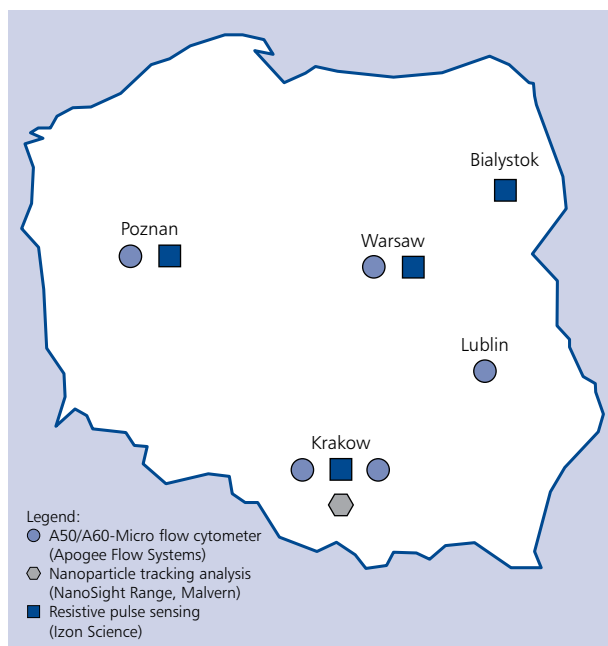 Bialystok
Poznan
Warsaw
Lublin
Krakow
Legend:
A50/A60-Micro flow cytometer
(Apogee Flow Systems)
Nanoparticle tracking analysis
(NanoSight Range, Malvern)
Resistive pulse sensing
(Izon Science)